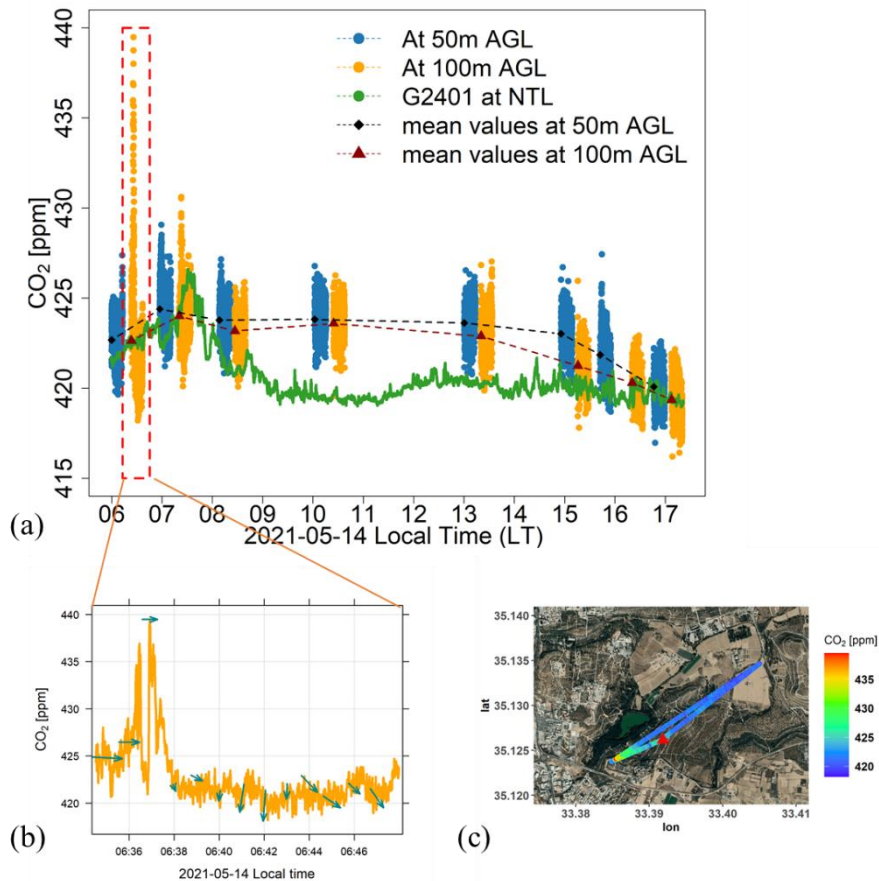 440
435
430
425
420
415
CO₂ [ppm]
At 50m AGL
At 100m AGL
G2401 at NTL
mean values at 50m AGL
mean values at 100m AGL
06 07 08 09 10 11 12 13 14 15 16 17
2021-05-14 Local Time (LT)
(a)
440
435
430
425
420
CO₂ [ppm]
06:36 06:38 06:40 06:42 06:44 06:46
2021-05-14 Local time
(b)
35.140
35.135
35.130
35.125
35.120
lat
33.38 33.39 33.40 33.41
lon
CO₂ [ppm]
435
430
425
420
(c)